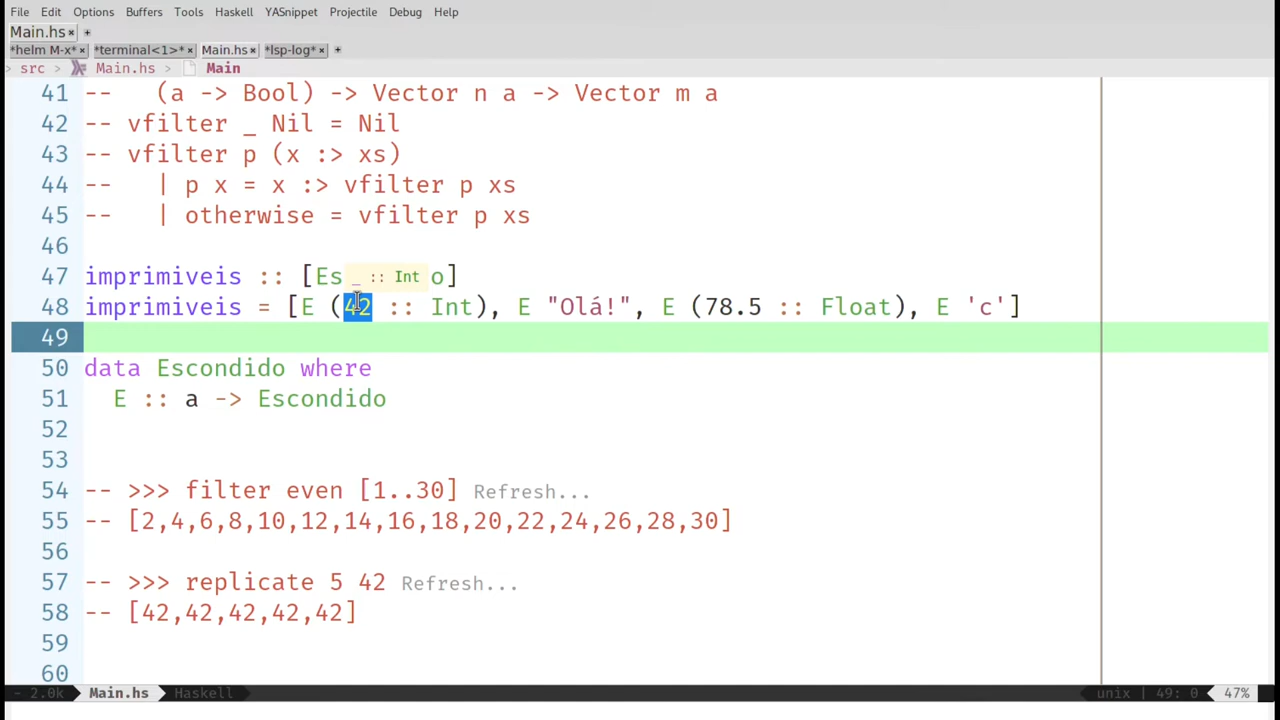 File Edit Options Buffers Tools Haskell YASnippet Projectile Debug Help
Main.hs× +
*helm M-x*× *terminal<1>*× Main.hs× *lsp-log*× +
> src > Main.hs > Main
41 --   (a -> Bool) -> Vector n a -> Vector m a
42 -- vfilter _ Nil = Nil
43 -- vfilter p (x :> xs)
44 --   | p x = x :> vfilter p xs
45 --   | otherwise = vfilter p xs
46
47 imprimiveis :: [Es _ :: Int o]
48 imprimiveis = [E (42 :: Int), E "Olá!", E (78.5 :: Float), E 'c']
49
50 data Escondido where
51   E :: a -> Escondido
52
53
54 -- >>> filter even [1..30] Refresh...
55 -- [2,4,6,8,10,12,14,16,18,20,22,24,26,28,30]
56
57 -- >>> replicate 5 42 Refresh...
58 -- [42,42,42,42,42]
59
60
- 2.0k Main.hs Haskell unix | 49: 0 47%